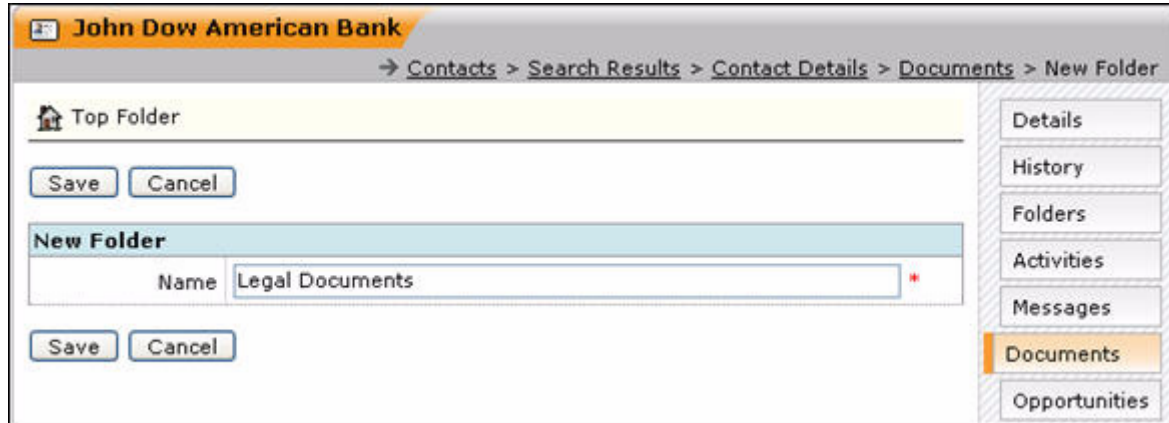 John Dow American Bank
→ Contacts > Search Results > Contact Details > Documents > New Folder
Top Folder
Save Cancel
New Folder
Name Legal Documents *
Save Cancel
Details
History
Folders
Activities
Messages
Documents
Opportunities